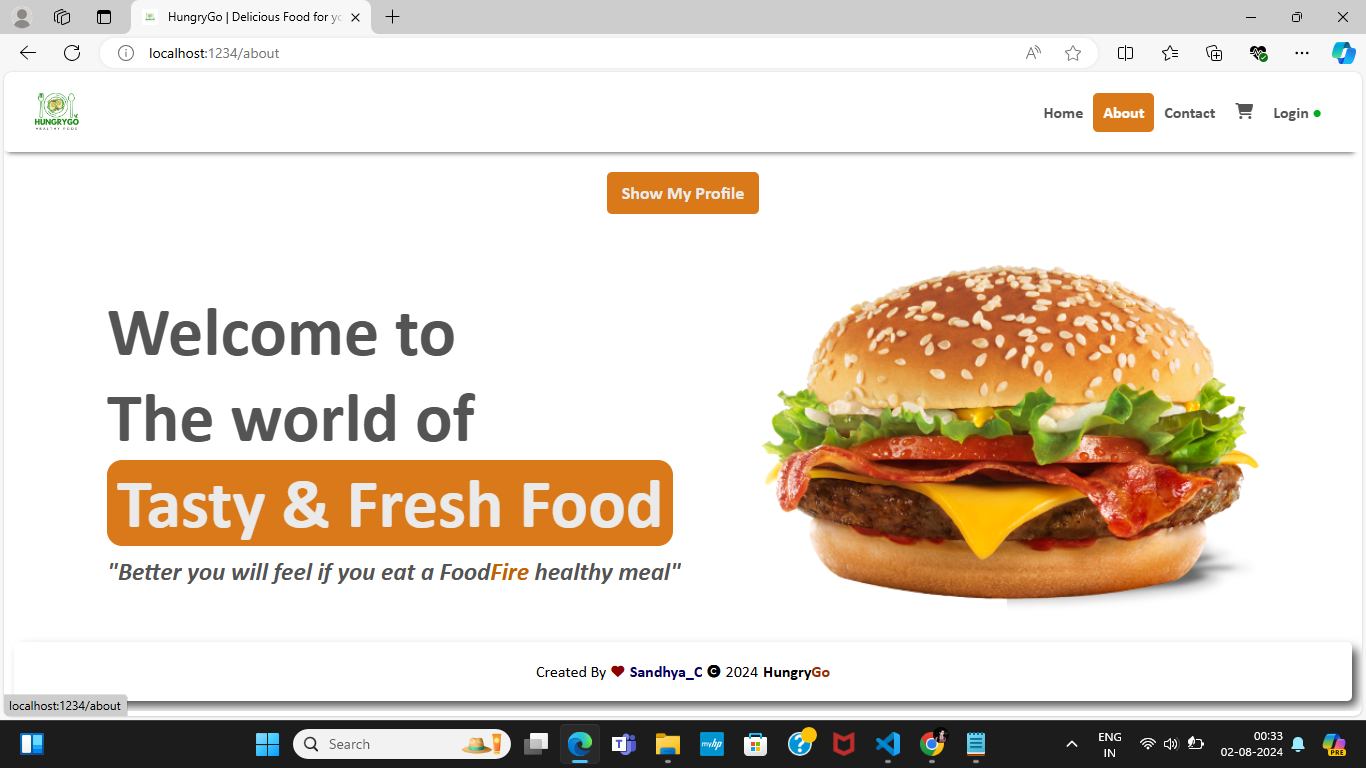 HungryGo | Delicious Food for yo
localhost:1234/about
HUNGRYGO
HEALTHY FOOD
Home About Contact Login
Show My Profile
Welcome to
The world of
Tasty & Fresh Food
"Better you will feel if you eat a FoodFire healthy meal"
Created By Sandhya_C © 2024 HungryGo
localhost:1234/about
Search
myhp
ENG
IN
00:33
02-08-2024
PRE